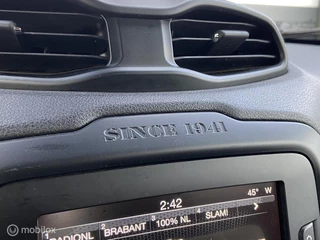 SINCE 1941
2:42
45° W
RADIONL BRABANT 100% NL SLAM!
© mobilox